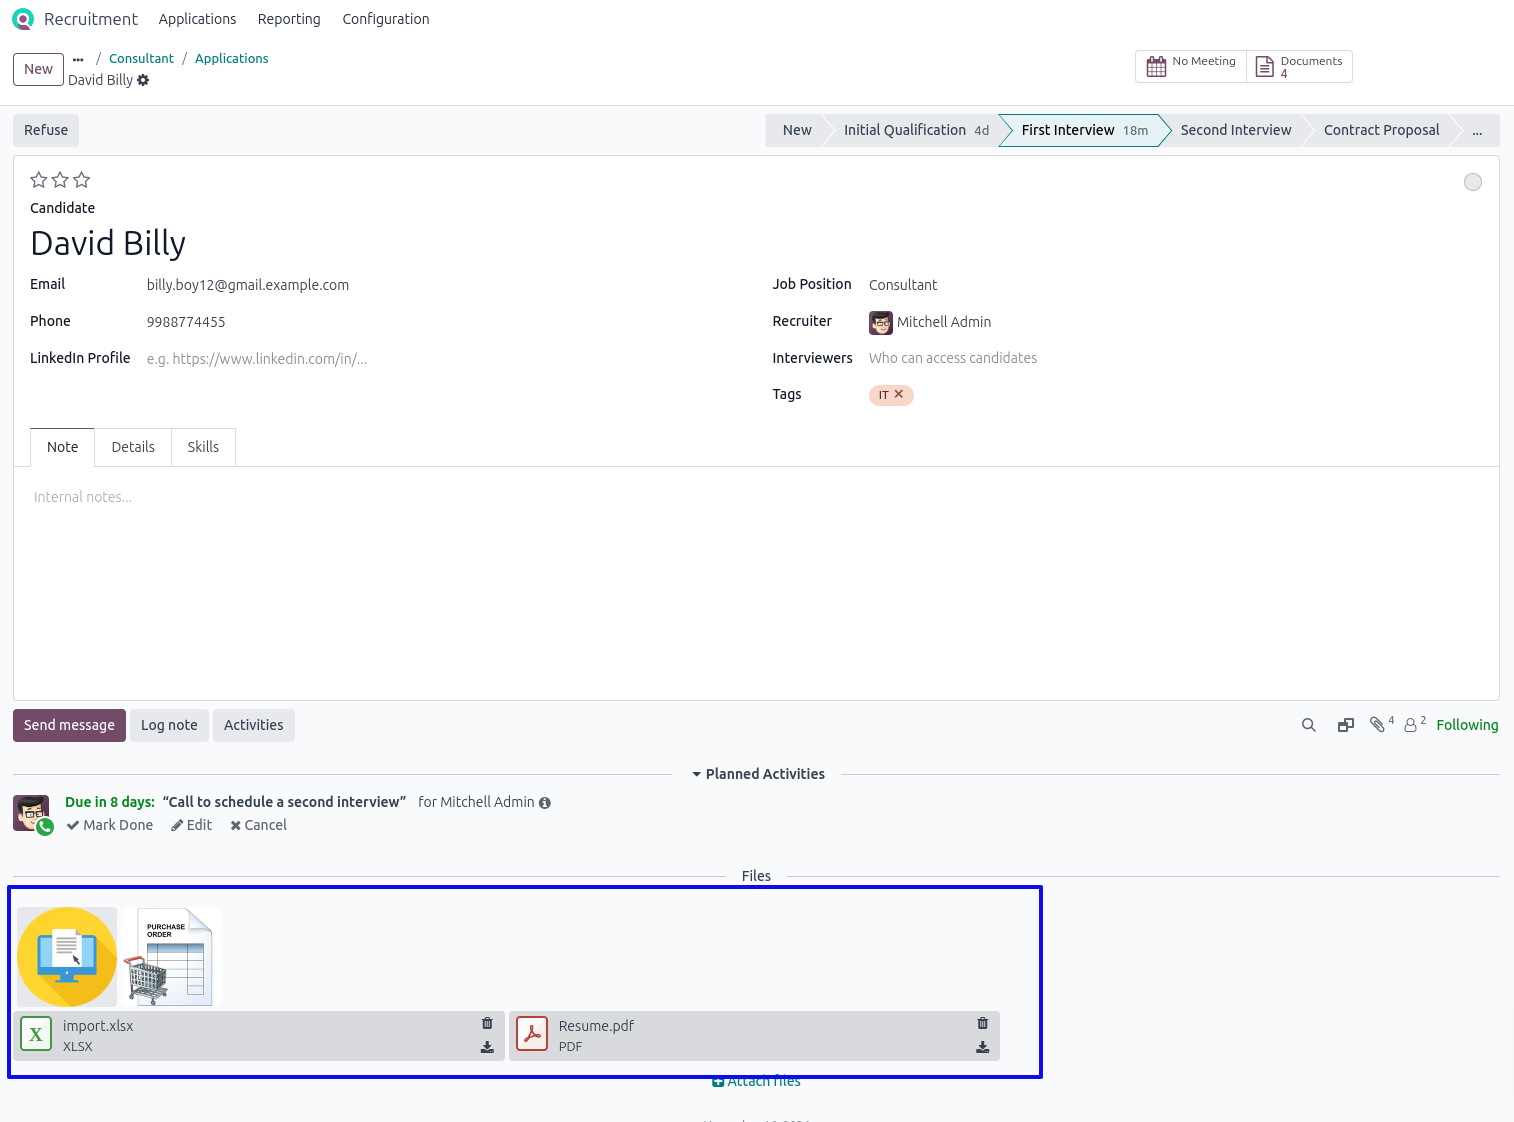 Recruitment Applications Reporting Configuration
New ... / Consultant / Applications
David Billy
No Meeting
Documents
4
Refuse
New Initial Qualification 4d First Interview 18m Second Interview Contract Proposal ...
Candidate
David Billy
Email billy.boy12@gmail.example.com
Job Position Consultant
Phone 9988774455
Recruiter Mitchell Admin
LinkedIn Profile e.g. https://www.linkedin.com/in/...
Interviewers Who can access candidates
Tags IT
Note Details Skills
Internal notes...
Send message Log note Activities 4 2 Following
Planned Activities
Due in 8 days: “Call to schedule a second interview” for Mitchell Admin
Mark Done Edit Cancel
Files
PURCHASE
ORDER
X import.xlsx
XLSX
Resume.pdf
PDF
Attach files